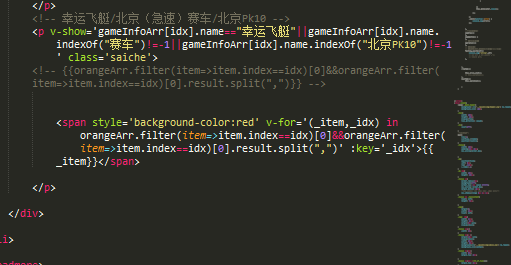 </p>
<!-- 幸运飞艇/北京（急速）赛车/北京Pk10 -->
<p v-show='gameInfoArr[idx].name=="幸运飞艇"||gameInfoArr[idx].name.
indexOf("赛车")!=-1||gameInfoArr[idx].name.indexOf("北京PK10")!=-1
' class='saiche'>
<!-- {{orangeArr.filter(item=>item.index==idx)[0]&&orangeArr.filter(
item=>item.index==idx)[0].result.split(",")}} -->
<span style='background-color:red' v-for='(_item,_idx) in
orangeArr.filter(item=>item.index==idx)[0]&&orangeArr.filter(
item=>item.index==idx)[0].result.split(",")' :key='_idx'>{{
_item}}</span>
</p>
</div>